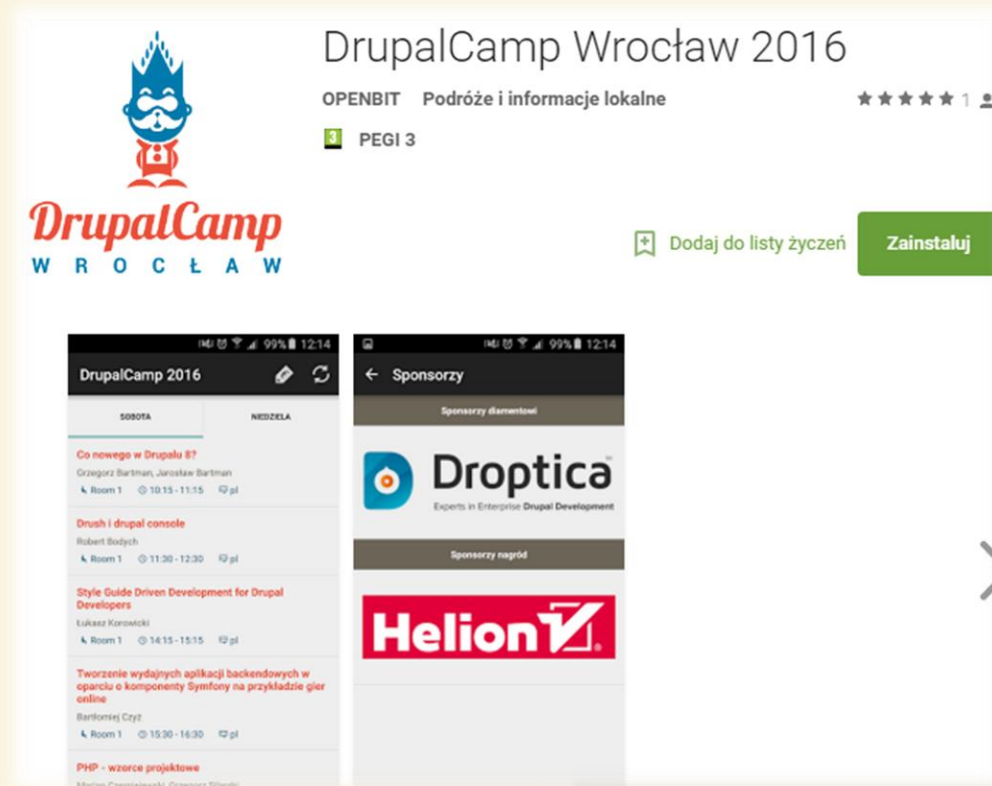 DrupalCamp Wrocław 2016
OPENBIT Podróże i informacje lokalne
1
3 PEGI 3
DrupalCamp
WROCŁAW
Dodaj do listy życzeń
Zainstaluj
99% 12:14
DrupalCamp 2016
SOBOTA NIEDZIELA
Co nowego w Drupalu 8?
Grzegorz Bartman, Jarosław Bartman
Room 1 10:15 - 11:15 pl
Drush i drupal console
Robert Bodych
Room 1 11:30 - 12:30 pl
Style Guide Driven Development for Drupal
Developers
Łukasz Korowicki
Room 1 14:15 - 15:15 pl
Tworzenie wydajnych aplikacji backendowych w
oparciu o komponenty Symfony na przykładzie gier
online
Bartłomiej Czyż
Room 1 15:30 - 16:30 pl
PHP - wzorce projektowe
99% 12:14
Sponsorzy
Sponsorzy diamentowi
Droptica
Experts in Enterprise Drupal Development
Sponsorzy nagród
Helion